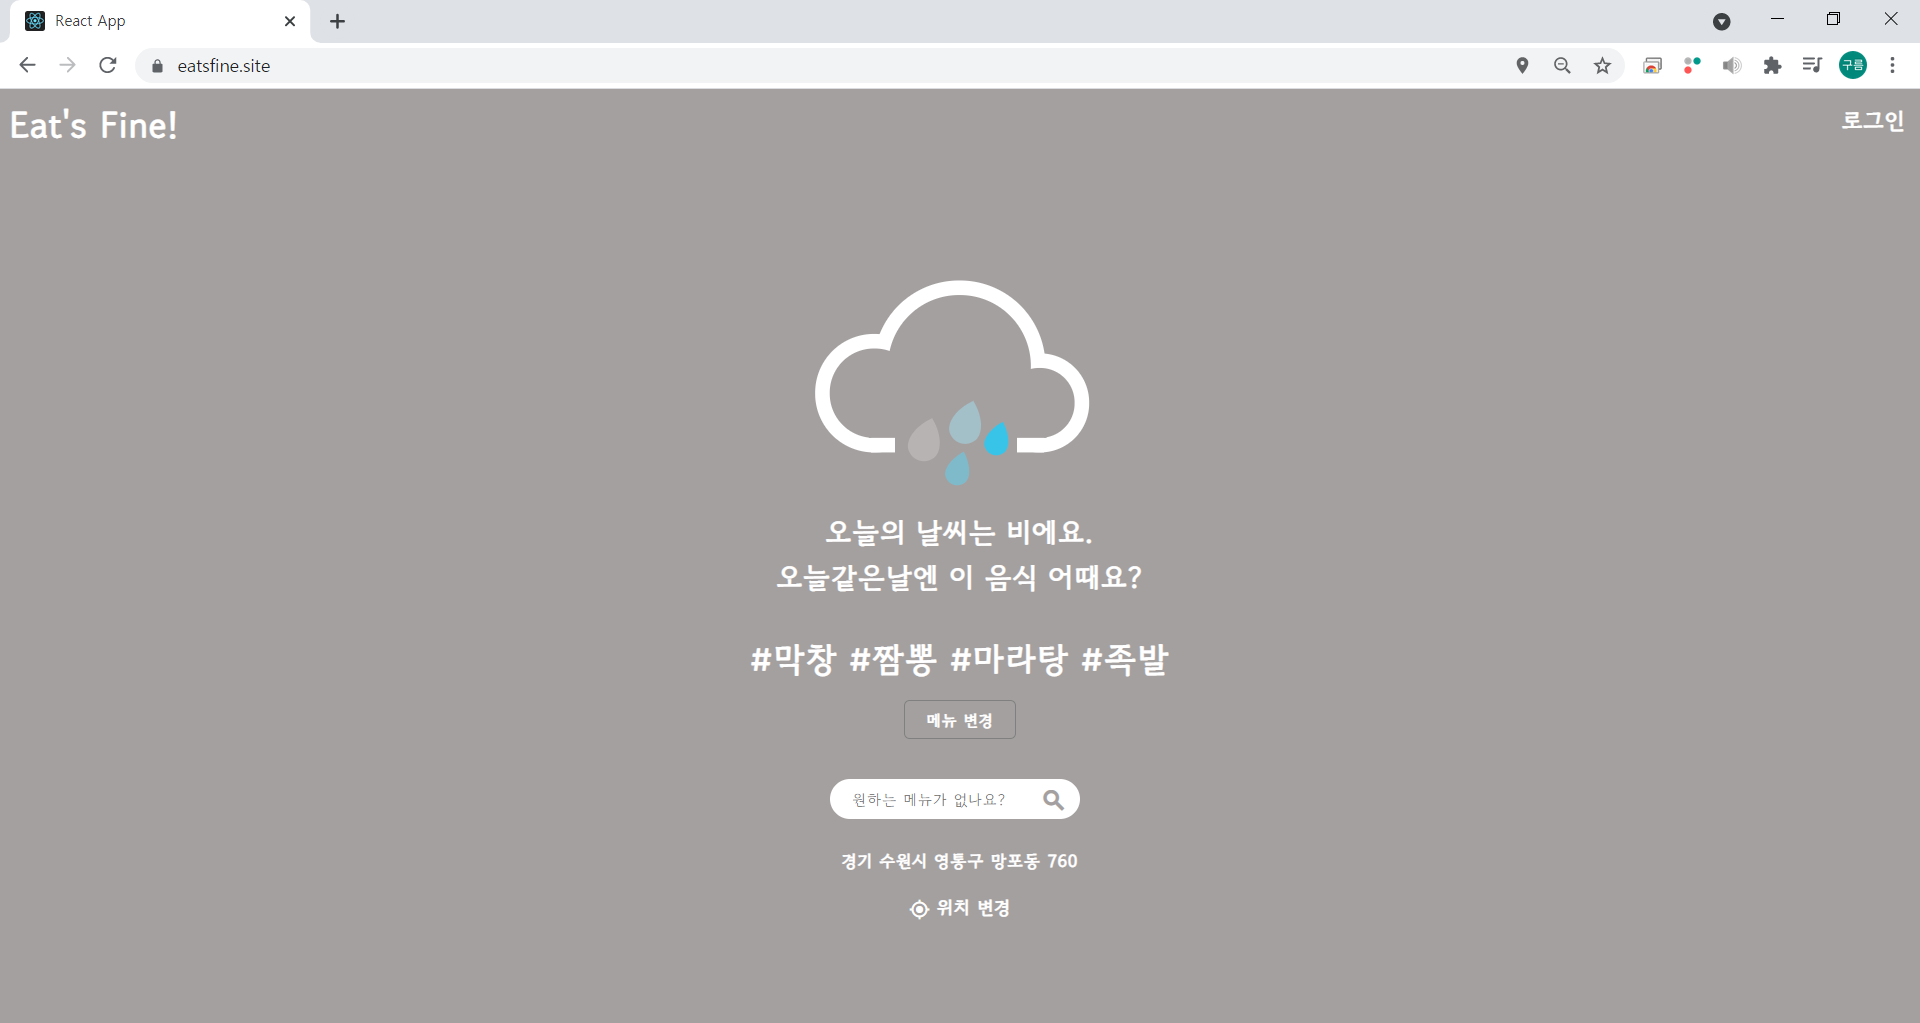 React App
eatsfine.site
구름
Eat's Fine!
로그인
오늘의 날씨는 비에요.
오늘같은날엔 이 음식 어때요?
#막창 #짬뽕 #마라탕 #족발
메뉴 변경
원하는 메뉴가 없나요?
경기 수원시 영통구 망포동 760
위치 변경